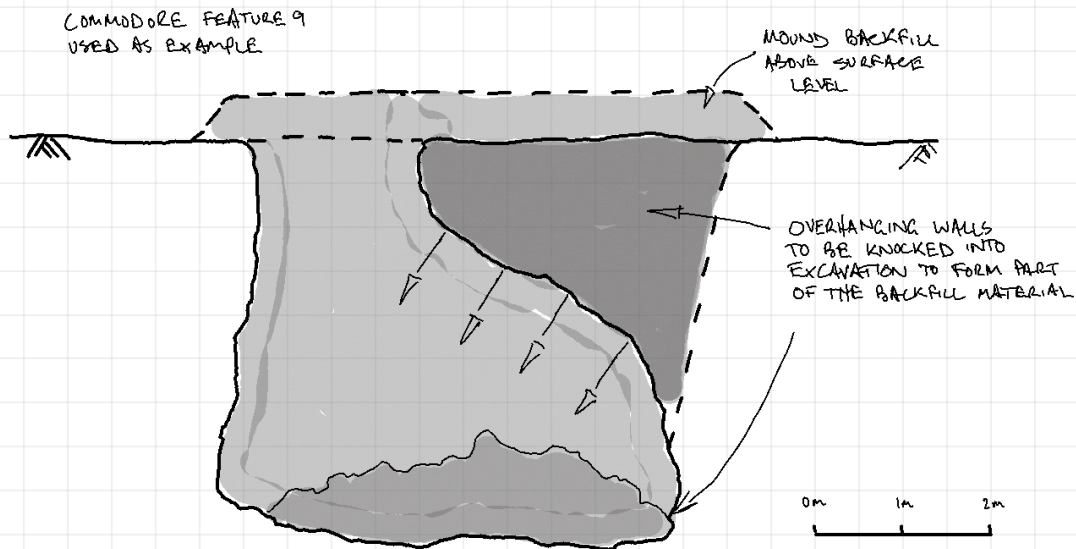 COMMODORE FEATURE 9
USED AS EXAMPLE
MOUND BACKFILL
ABOVE SURFACE
LEVEL
OVERHANGING WALLS
TO BE KNOCKED INTO
EXCAVATION TO FORM PART
OF THE BACKFILL MATERIAL
0m 1m 2m